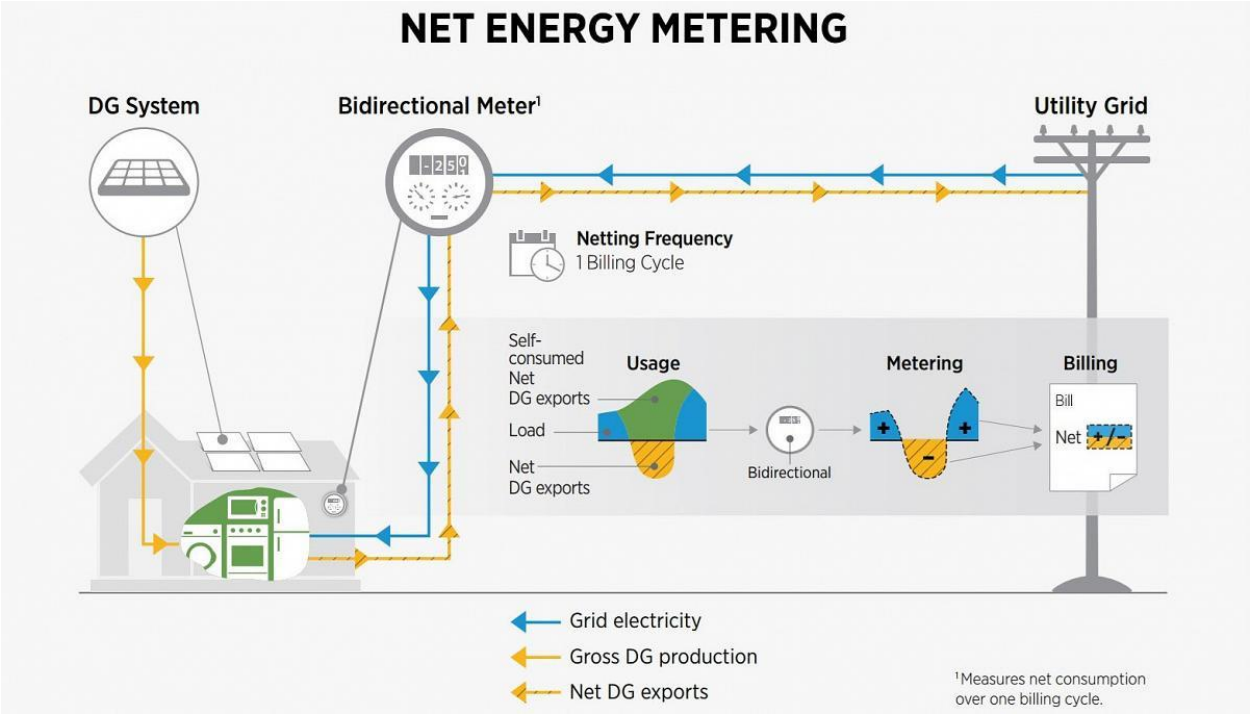 NET ENERGY METERING
DG System
Bidirectional Meter¹
Utility Grid
-250
Netting Frequency
1 Billing Cycle
Self-
consumed
Net
DG exports
Load
Net
DG exports
Usage
Bidirectional
Metering
+
+
-
Billing
Bill
Net +/-
Grid electricity
Gross DG production
Net DG exports
¹Measures net consumption
over one billing cycle.